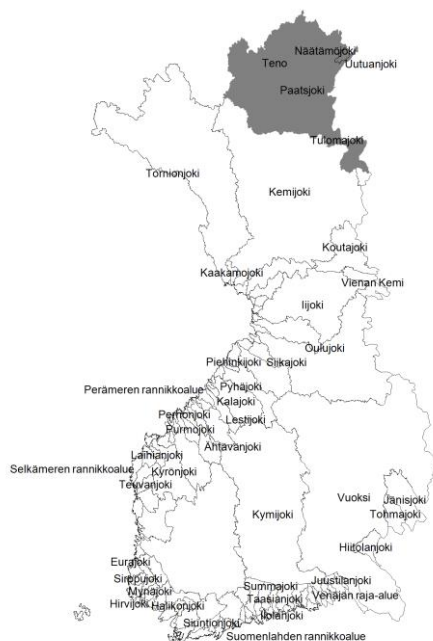 Näätämöjoki
Teno
Uutuanjoki
Paatsjoki
Tulomajoki
Tornionjoki
Kemijoki
Koutajoki
Kaakamojoki
Vienan Kemi
Iijoki
Oulujoki
Piehinkijoki
Siikajoki
Pyhäjoki
Perämeren rannikkoalue
Kalajoki
Lestijoki
Perhonjoki
Purmojoki
Ähtävänjoki
Laihianjoki
Selkämeren rannikkoalue
Kyrönjoki
Teuvanjoki
Vuoksi
Jänisjoki
Tohmajoki
Kymijoki
Hiitolanjoki
Eurajoki
Sirppujoki
Juustilanjoki
Summajoki
Mynäjoki
Taasianjoki
Venäjän raja-alue
Hirvijoki
Halikonjoki
Ilolanjoki
Siuntionjoki
Suomenlahden rannikkoalue